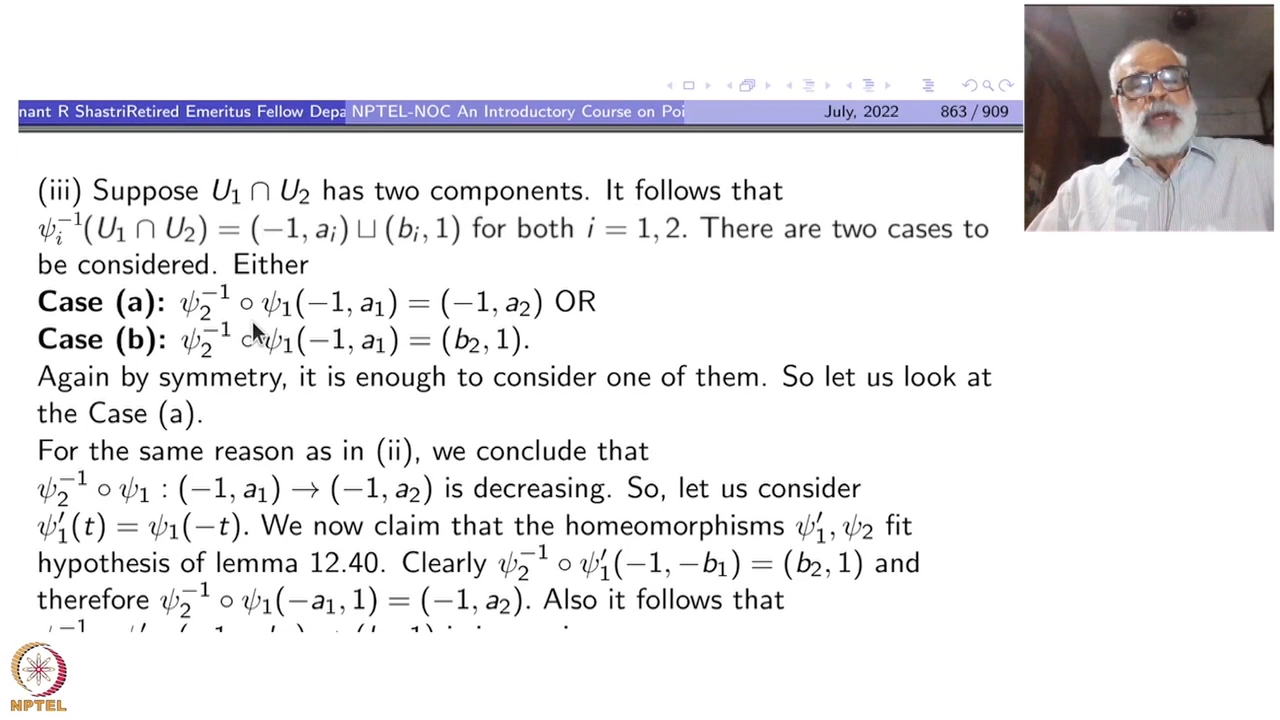 nant R ShastriRetired Emeritus Fellow Depa NPTEL-NOC An Introductory Course on Poi July, 2022 863 / 909
(iii) Suppose U₁ ∩ U₂ has two components. It follows that
ψᵢ⁻¹(U₁ ∩ U₂) = (−1, aᵢ) ⊔ (bᵢ, 1) for both i = 1, 2. There are two cases to
be considered. Either
Case (a): ψ₂⁻¹ ∘ ψ₁(−1, a₁) = (−1, a₂) OR
Case (b): ψ₂⁻¹ ∘ ψ₁(−1, a₁) = (b₂, 1).
Again by symmetry, it is enough to consider one of them. So let us look at
the Case (a).
For the same reason as in (ii), we conclude that
ψ₂⁻¹ ∘ ψ₁ : (−1, a₁) → (−1, a₂) is decreasing. So, let us consider
ψ₁′(t) = ψ₁(−t). We now claim that the homeomorphisms ψ₁′, ψ₂ fit
hypothesis of lemma 12.40. Clearly ψ₂⁻¹ ∘ ψ₁′(−1, −b₁) = (b₂, 1) and
therefore ψ₂⁻¹ ∘ ψ₁(−a₁, 1) = (−1, a₂). Also it follows that
NPTEL